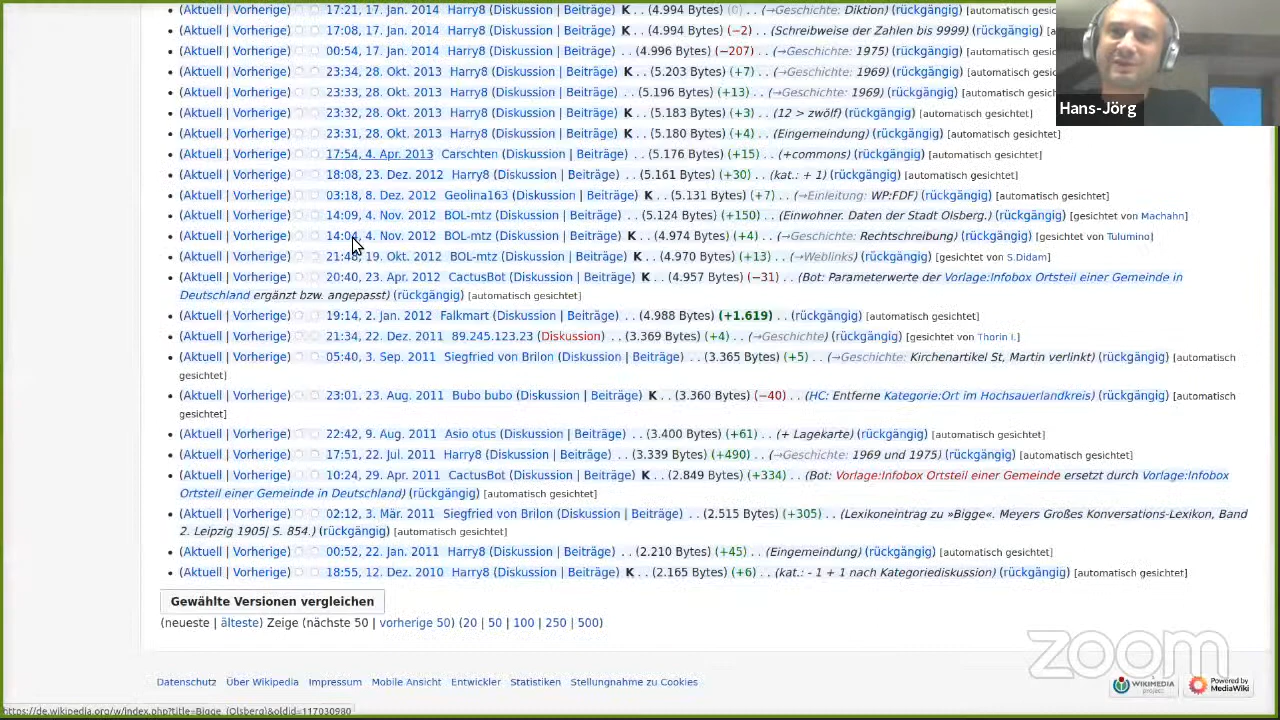 • (Aktuell | Vorherige) 17:21, 17. Jan. 2014 Harry8 (Diskussion | Beiträge) K . . (4.994 Bytes) (0) . . (→Geschichte: Diktion) (rückgängig) [automatisch
• (Aktuell | Vorherige) 17:08, 17. Jan. 2014 Harry8 (Diskussion | Beiträge) K . . (4.994 Bytes) (−2) . . (Schreibweise der Zahlen bis 9999) (rückgängig)
• (Aktuell | Vorherige) 00:54, 17. Jan. 2014 Harry8 (Diskussion | Beiträge) K . . (4.996 Bytes) (−207) . . (→Geschichte: 1975) (rückgängig) [automatisch
• (Aktuell | Vorherige) 23:34, 28. Okt. 2013 Harry8 (Diskussion | Beiträge) K . . (5.203 Bytes) (+7) . . (→Geschichte: 1969) (rückgängig) [automatisch
• (Aktuell | Vorherige) 23:33, 28. Okt. 2013 Harry8 (Diskussion | Beiträge) K . . (5.196 Bytes) (+13) . . (→Geschichte: 1969) (rückgängig) [automatisch
Hans-Jörg
• (Aktuell | Vorherige) 23:32, 28. Okt. 2013 Harry8 (Diskussion | Beiträge) K . . (5.183 Bytes) (+3) . . (12 > zwölf) (rückgängig) [automatisch gesichtet]
• (Aktuell | Vorherige) 23:31, 28. Okt. 2013 Harry8 (Diskussion | Beiträge) K . . (5.180 Bytes) (+4) . . (Eingemeindung) (rückgängig) [automatisch gesichtet]
• (Aktuell | Vorherige) 17:54, 4. Apr. 2013 Carschten (Diskussion | Beiträge) . . (5.176 Bytes) (+15) . . (+commons) (rückgängig) [automatisch gesichtet]
• (Aktuell | Vorherige) 18:08, 23. Dez. 2012 Harry8 (Diskussion | Beiträge) . . (5.161 Bytes) (+30) . . (kat.: + 1) (rückgängig) [automatisch gesichtet]
• (Aktuell | Vorherige) 03:18, 8. Dez. 2012 Geolina163 (Diskussion | Beiträge) K . . (5.131 Bytes) (+7) . . (→Einleitung: WP:FDF) (rückgängig) [automatisch gesichtet]
• (Aktuell | Vorherige) 14:09, 4. Nov. 2012 BOL-mtz (Diskussion | Beiträge) . . (5.124 Bytes) (+150) . . (Einwohner. Daten der Stadt Olsberg.) (rückgängig) [gesichtet von Machahn]
• (Aktuell | Vorherige) 14:04, 4. Nov. 2012 BOL-mtz (Diskussion | Beiträge) K . . (4.974 Bytes) (+4) . . (→Geschichte: Rechtschreibung) (rückgängig) [gesichtet von Tulumino]
• (Aktuell | Vorherige) 21:48, 19. Okt. 2012 BOL-mtz (Diskussion | Beiträge) K . . (4.970 Bytes) (+13) . . (→Weblinks) (rückgängig) [gesichtet von S.Didam]
• (Aktuell | Vorherige) 20:40, 23. Apr. 2012 CactusBot (Diskussion | Beiträge) K . . (4.957 Bytes) (−31) . . (Bot: Parameterwerte der Vorlage:Infobox Ortsteil einer Gemeinde in
Deutschland ergänzt bzw. angepasst) (rückgängig) [automatisch gesichtet]
• (Aktuell | Vorherige) 19:14, 2. Jan. 2012 Falkmart (Diskussion | Beiträge) . . (4.988 Bytes) (+1.619) . . (rückgängig) [automatisch gesichtet]
• (Aktuell | Vorherige) 21:34, 22. Dez. 2011 89.245.123.23 (Diskussion) . . (3.369 Bytes) (+4) . . (→Geschichte) (rückgängig) [gesichtet von Thorin I.]
• (Aktuell | Vorherige) 05:40, 3. Sep. 2011 Siegfried von Brilon (Diskussion | Beiträge) . . (3.365 Bytes) (+5) . . (→Geschichte: Kirchenartikel St, Martin verlinkt) (rückgängig) [automatisch
gesichtet]
• (Aktuell | Vorherige) 23:01, 23. Aug. 2011 Bubo bubo (Diskussion | Beiträge) K . . (3.360 Bytes) (−40) . . (HC: Entferne Kategorie:Ort im Hochsauerlandkreis) (rückgängig) [automatisch
gesichtet]
• (Aktuell | Vorherige) 22:42, 9. Aug. 2011 Asio otus (Diskussion | Beiträge) . . (3.400 Bytes) (+61) . . (+ Lagekarte) (rückgängig) [automatisch gesichtet]
• (Aktuell | Vorherige) 17:51, 22. Jul. 2011 Harry8 (Diskussion | Beiträge) . . (3.339 Bytes) (+490) . . (→Geschichte: 1969 und 1975) (rückgängig) [automatisch gesichtet]
• (Aktuell | Vorherige) 10:24, 29. Apr. 2011 CactusBot (Diskussion | Beiträge) K . . (2.849 Bytes) (+334) . . (Bot: Vorlage:Infobox Ortsteil einer Gemeinde ersetzt durch Vorlage:Infobox
Ortsteil einer Gemeinde in Deutschland) (rückgängig) [automatisch gesichtet]
• (Aktuell | Vorherige) 02:12, 3. Mär. 2011 Siegfried von Brilon (Diskussion | Beiträge) . . (2.515 Bytes) (+305) . . (Lexikoneintrag zu »Bigge«. Meyers Großes Konversations-Lexikon, Band
2. Leipzig 1905| S. 854.) (rückgängig) [automatisch gesichtet]
• (Aktuell | Vorherige) 00:52, 22. Jan. 2011 Harry8 (Diskussion | Beiträge) . . (2.210 Bytes) (+45) . . (Eingemeindung) (rückgängig) [automatisch gesichtet]
• (Aktuell | Vorherige) 18:55, 12. Dez. 2010 Harry8 (Diskussion | Beiträge) K . . (2.165 Bytes) (+6) . . (kat.: - 1 + 1 nach Kategoriediskussion) (rückgängig) [automatisch gesichtet]
Gewählte Versionen vergleichen
(neueste | älteste) Zeige (nächste 50 | vorherige 50) (20 | 50 | 100 | 250 | 500)
zoom
Datenschutz Über Wikipedia Impressum Mobile Ansicht Entwickler Statistiken Stellungnahme zu Cookies
WIKIMEDIA project
Powered by MediaWiki
https://de.wikipedia.org/w/index.php?title=Bigge_(Olsberg)&oldid=117030980